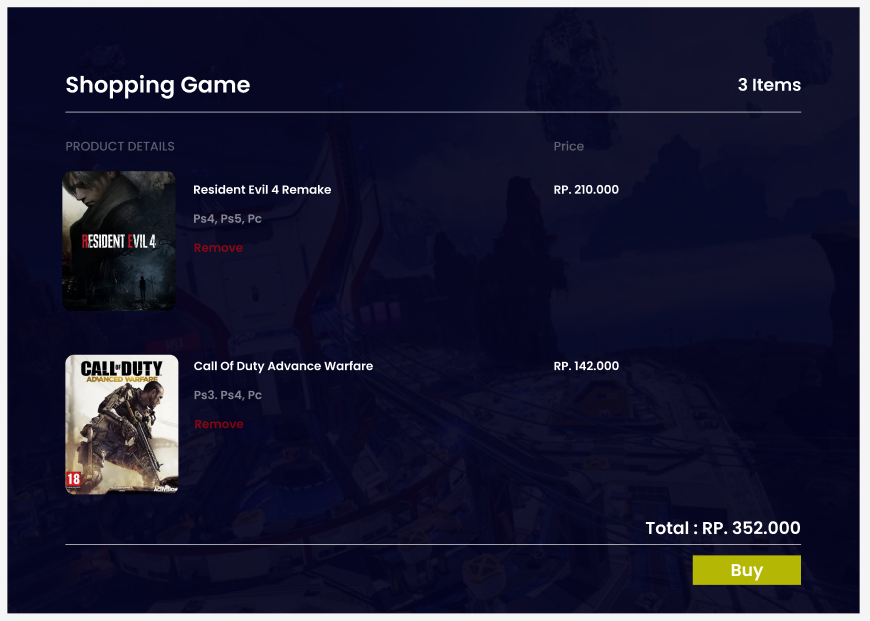 Shopping Game
3 Items
PRODUCT DETAILS
Price
RESIDENT EVIL 4
Resident Evil 4 Remake
RP. 210.000
Ps4, Ps5, Pc
Remove
CALL OF DUTY
ADVANCED WARFARE
18
ACTIVISION
Call Of Duty Advance Warfare
RP. 142.000
Ps3. Ps4, Pc
Remove
Total : RP. 352.000
Buy